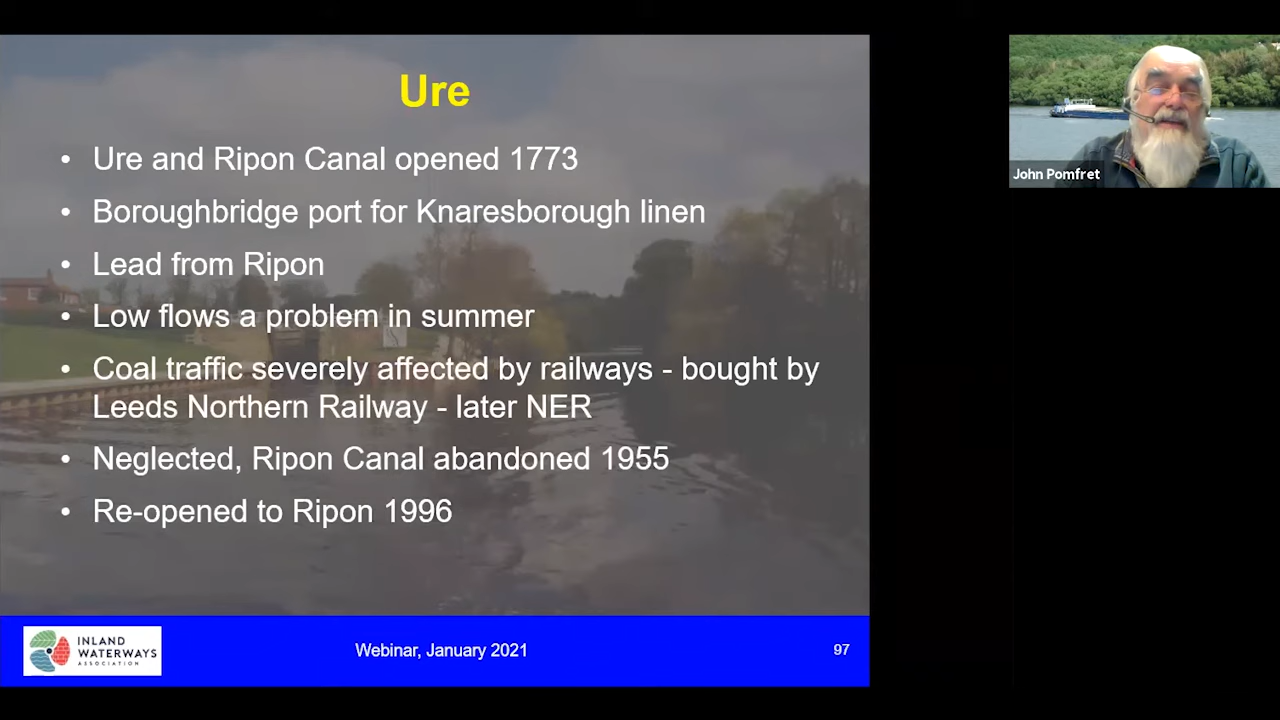 Ure
• Ure and Ripon Canal opened 1773
• Boroughbridge port for Knaresborough linen
• Lead from Ripon
• Low flows a problem in summer
• Coal traffic severely affected by railways - bought by
Leeds Northern Railway - later NER
• Neglected, Ripon Canal abandoned 1955
• Re-opened to Ripon 1996
INLAND
WATERWAYS
ASSOCIATION
Webinar, January 2021
97
John Pomfret